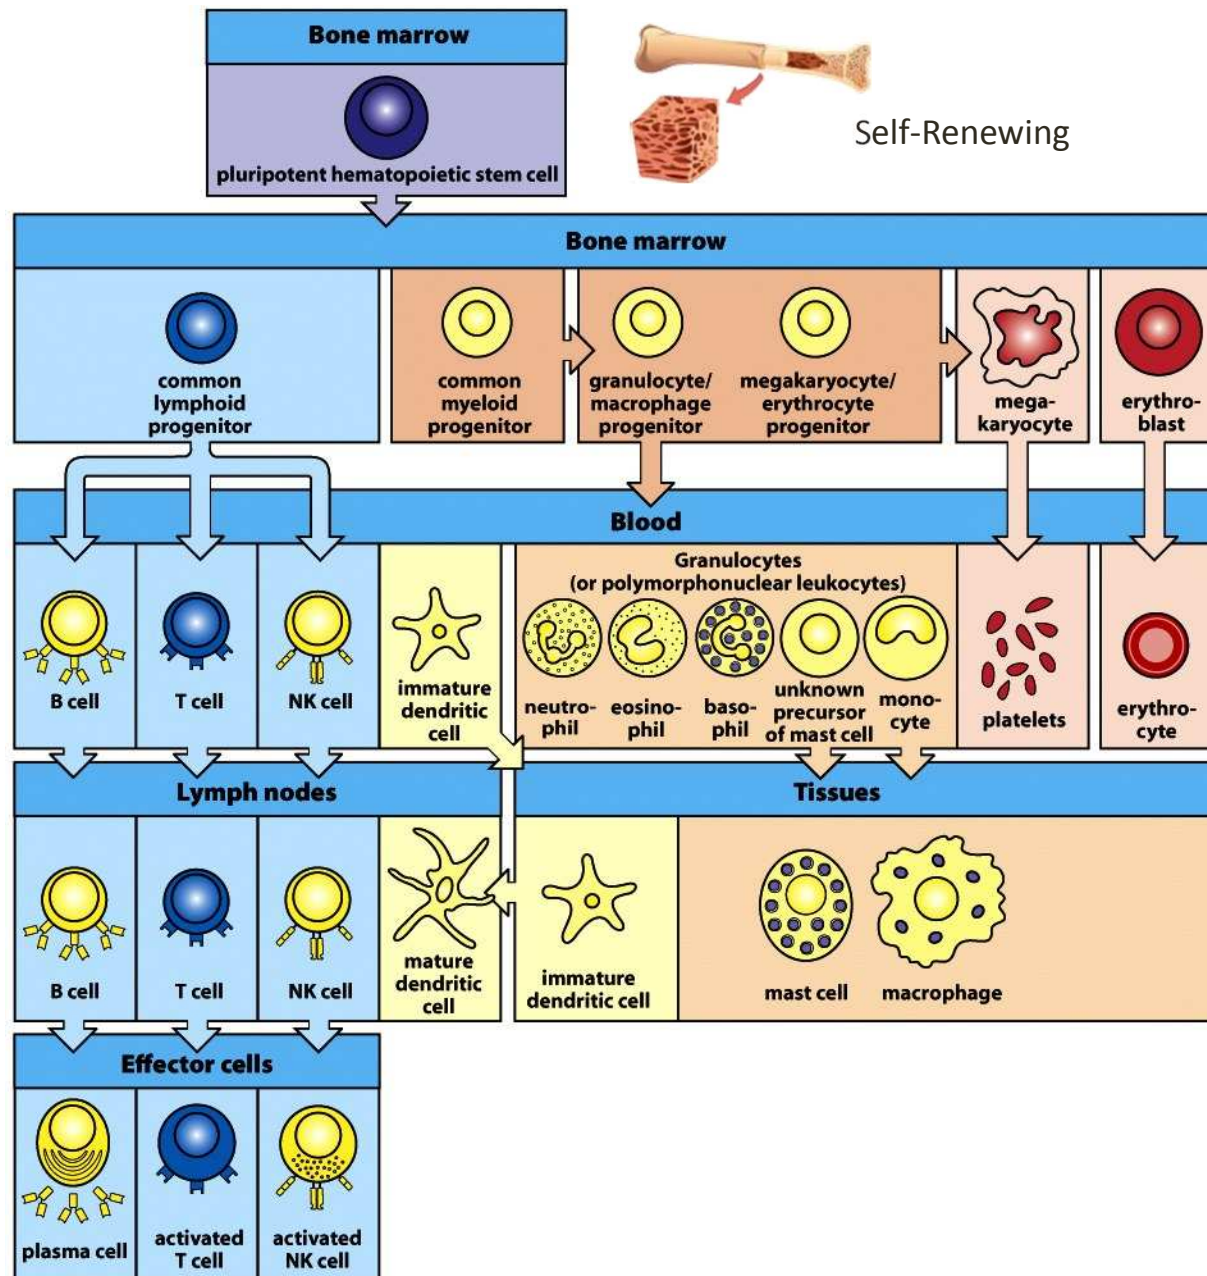 Bone marrow
pluripotent hematopoietic stem cell
Self-Renewing
Bone marrow
common
lymphoid
progenitor
common
myeloid
progenitor
granulocyte/
macrophage
progenitor
megakaryocyte/
erythrocyte
progenitor
mega-
karyocyte
erythro-
blast
Blood
B cell
T cell
NK cell
immature
dendritic
cell
Granulocytes
(or polymorphonuclear leukocytes)
neutro-
phil
eosino-
phil
baso-
phil
unknown
precursor
of mast cell
mono-
cyte
platelets
erythro-
cyte
Lymph nodes
B cell
T cell
NK cell
mature
dendritic
cell
Tissues
immature
dendritic cell
mast cell
macrophage
Effector cells
plasma cell
activated
T cell
activated
NK cell